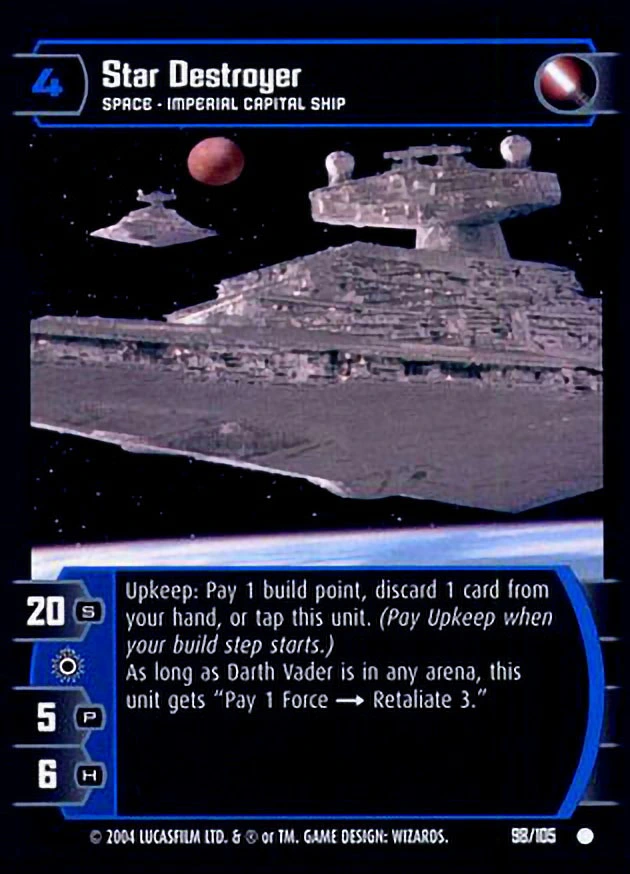 4
Star Destroyer
SPACE - IMPERIAL CAPITAL SHIP
20 S
Upkeep: Pay 1 build point, discard 1 card from
your hand, or tap this unit. (Pay Upkeep when
your build step starts.)
As long as Darth Vader is in any arena, this
unit gets “Pay 1 Force → Retaliate 3.”
5 P
6 H
© 2004 LUCASFILM LTD. & ® or TM. GAME DESIGN: WIZARDS.
98/105